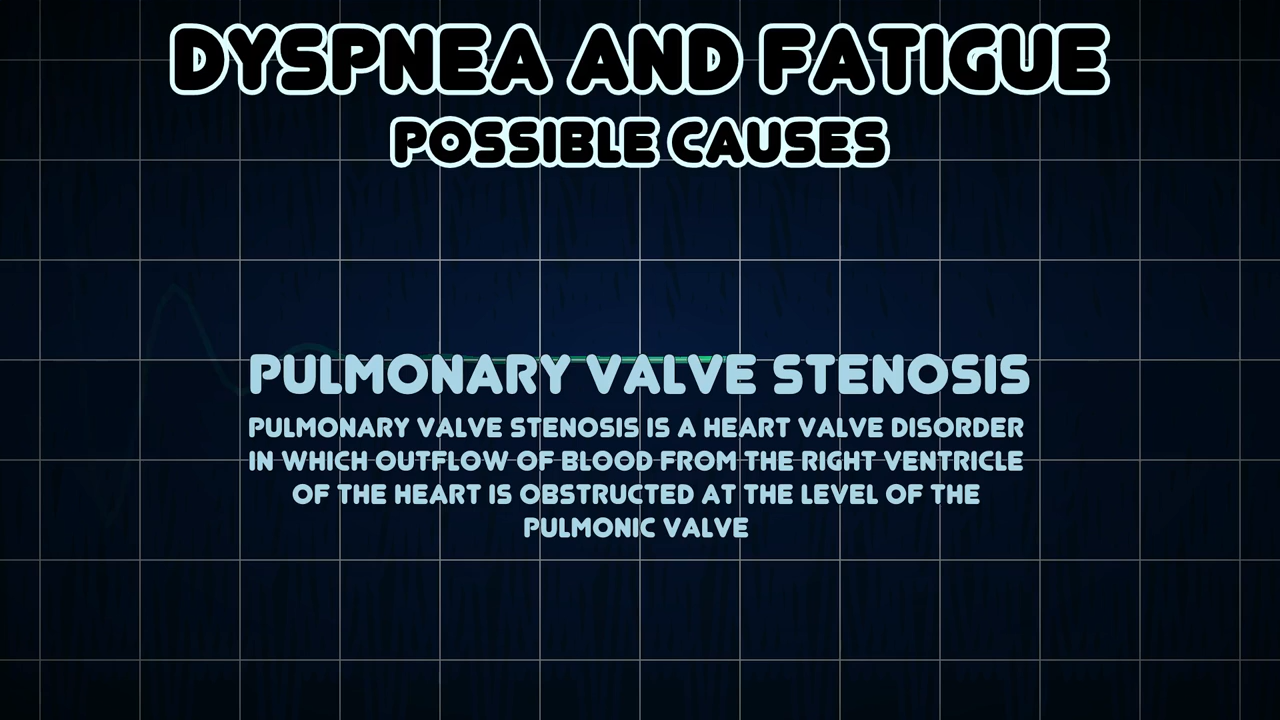 DYSPNEA AND FATIGUE
POSSIBLE CAUSES
PULMONARY VALVE STENOSIS
PULMONARY VALVE STENOSIS IS A HEART VALVE DISORDER
IN WHICH OUTFLOW OF BLOOD FROM THE RIGHT VENTRICLE
OF THE HEART IS OBSTRUCTED AT THE LEVEL OF THE
PULMONIC VALVE